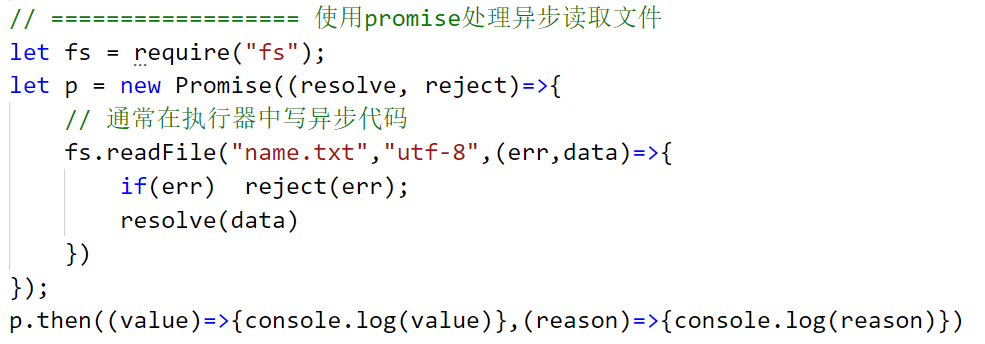 // ================== 使用promise处理异步读取文件
let fs = require("fs");
let p = new Promise((resolve, reject)=>{
    // 通常在执行器中写异步代码
    fs.readFile("name.txt","utf-8",(err,data)=>{
        if(err)  reject(err);
        resolve(data)
    })
});
p.then((value)=>{console.log(value)},(reason)=>{console.log(reason)})